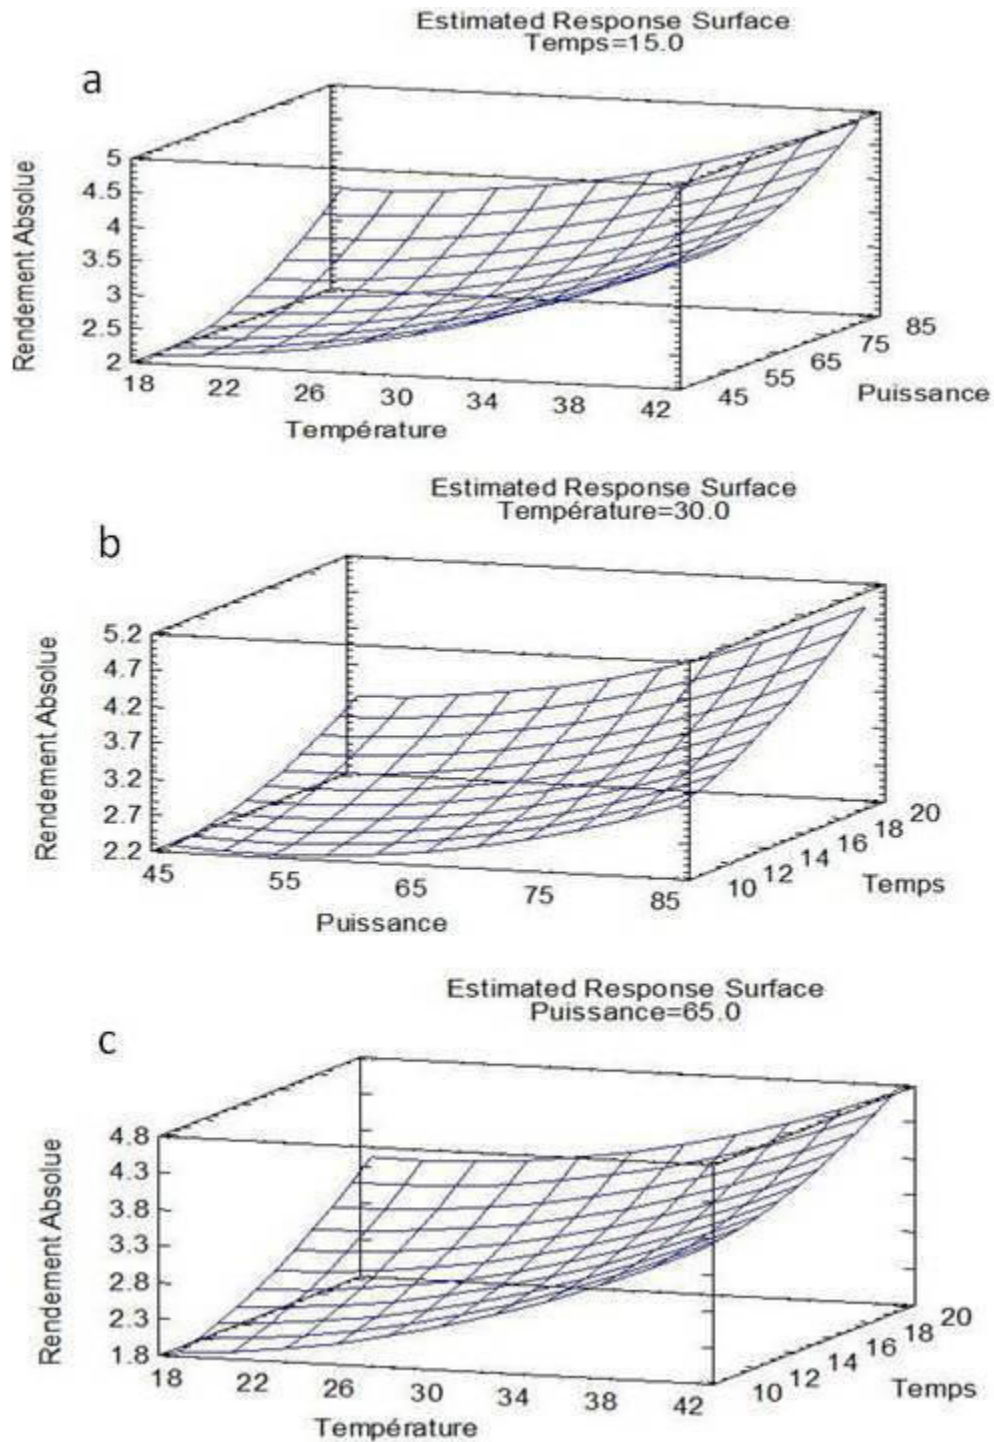 Estimated Response Surface
Temps=15.0
a
Rendement Absolue
5
4.5
4
3.5
3
2.5
2
18 22 26 30 34 38 42
Température
45 55 65 75 85
Puissance
Estimated Response Surface
Température=30.0
b
Rendement Absolue
5.2
4.7
4.2
3.7
3.2
2.7
2.2
45 55 65 75 85
Puissance
10 12 14 16 18 20
Temps
Estimated Response Surface
Puissance=65.0
c
Rendement Absolue
4.8
4.3
3.8
3.3
2.8
2.3
1.8
18 22 26 30 34 38 42
Température
10 12 14 16 18 20
Temps